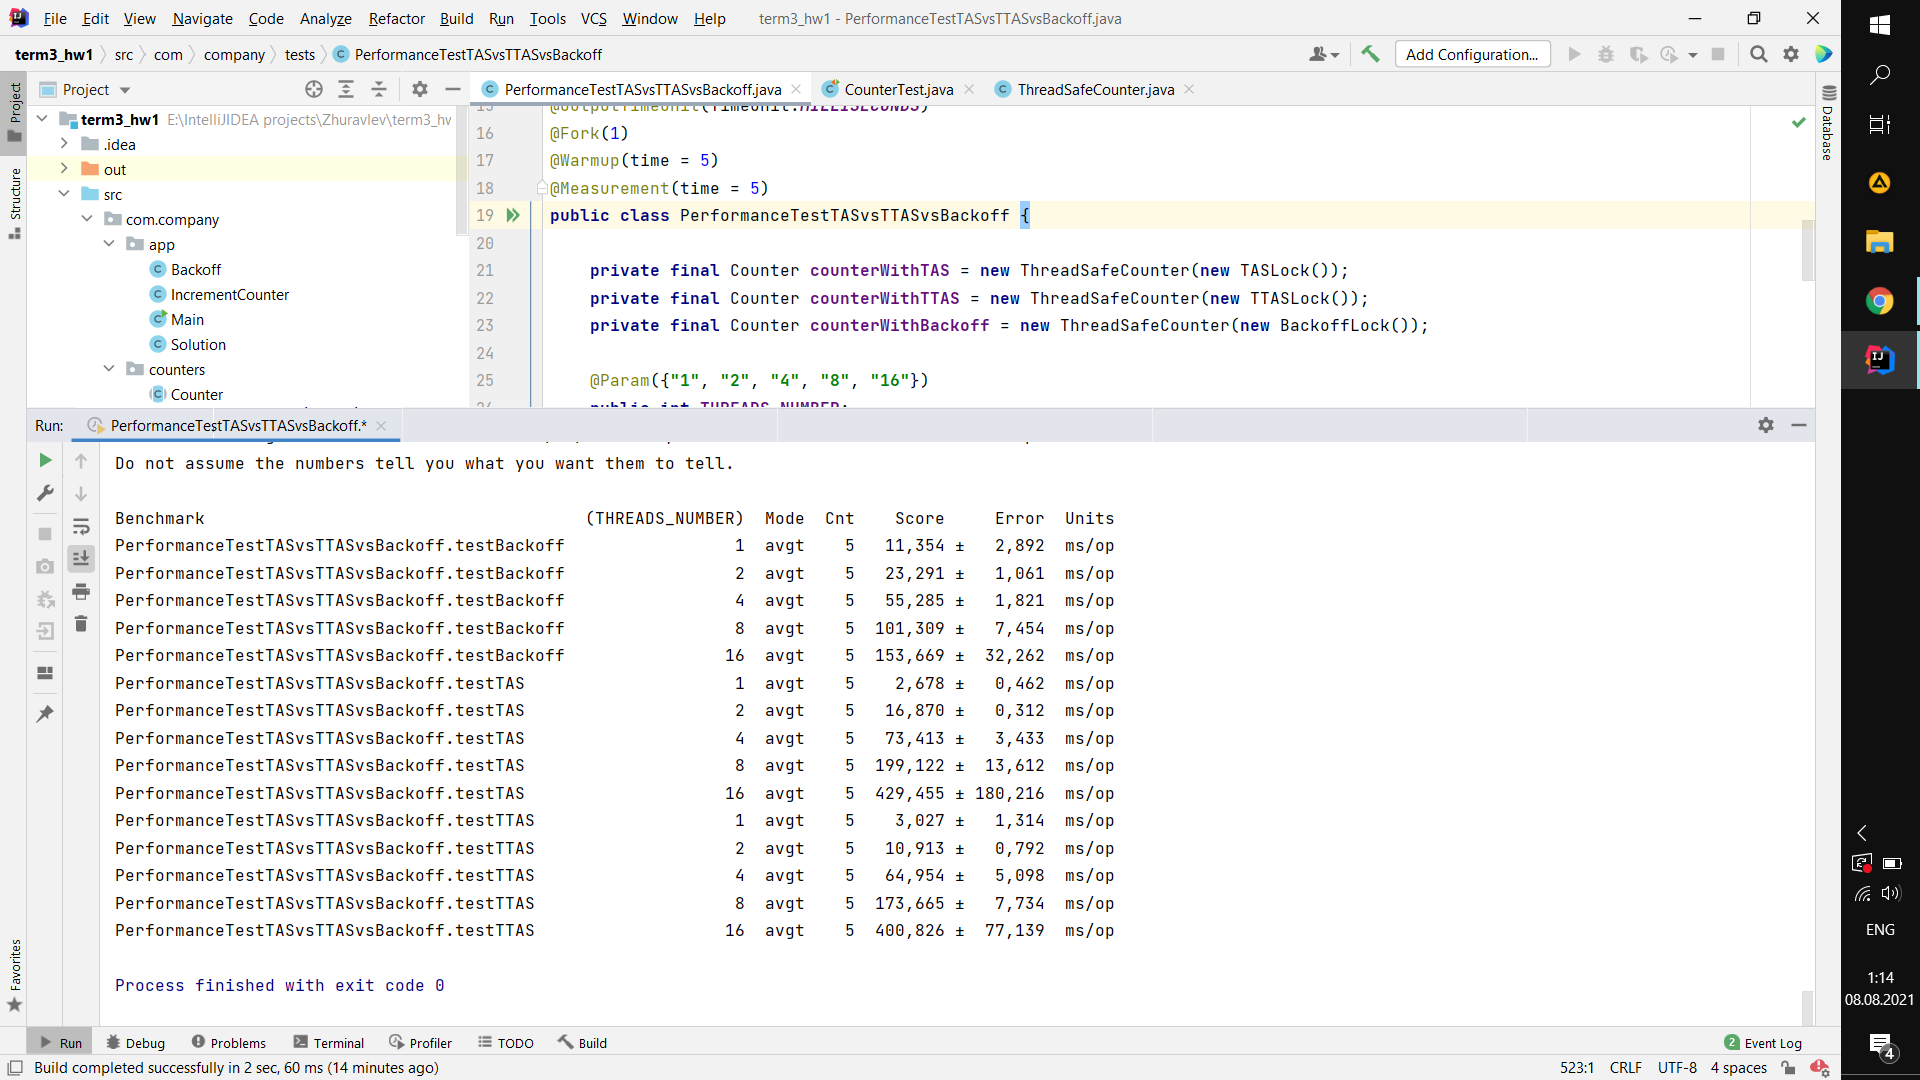 File Edit View Navigate Code Analyze Refactor Build Run Tools VCS Window Help term3_hw1 - PerformanceTestTASvsTTASvsBackoff.java
term3_hw1 src com company tests PerformanceTestTASvsTTASvsBackoff Add Configuration...
Project PerformanceTestTASvsTTASvsBackoff.java CounterTest.java ThreadSafeCounter.java
Project
Structure
Favorites
Database
term3_hw1 E:\IntelliJIDEA projects\Zhuravlev\term3_hw
.idea
out
src
com.company
app
Backoff
IncrementCounter
Main
Solution
counters
Counter
15 @OutputTimeUnit(TimeUnit.MILLISECONDS)
16 @Fork(1)
17 @Warmup(time = 5)
18 @Measurement(time = 5)
19 public class PerformanceTestTASvsTTASvsBackoff {
20
21 private final Counter counterWithTAS = new ThreadSafeCounter(new TASLock());
22 private final Counter counterWithTTAS = new ThreadSafeCounter(new TTASLock());
23 private final Counter counterWithBackoff = new ThreadSafeCounter(new BackoffLock());
24
25 @Param({"1", "2", "4", "8", "16"})
26 public int THREADS_NUMBER;
Run: PerformanceTestTASvsTTASvsBackoff.*
Do not assume the numbers tell you what you want them to tell.
Benchmark (THREADS_NUMBER) Mode Cnt Score Error Units
PerformanceTestTASvsTTASvsBackoff.testBackoff 1 avgt 5 11,354 ± 2,892 ms/op
PerformanceTestTASvsTTASvsBackoff.testBackoff 2 avgt 5 23,291 ± 1,061 ms/op
PerformanceTestTASvsTTASvsBackoff.testBackoff 4 avgt 5 55,285 ± 1,821 ms/op
PerformanceTestTASvsTTASvsBackoff.testBackoff 8 avgt 5 101,309 ± 7,454 ms/op
PerformanceTestTASvsTTASvsBackoff.testBackoff 16 avgt 5 153,669 ± 32,262 ms/op
PerformanceTestTASvsTTASvsBackoff.testTAS 1 avgt 5 2,678 ± 0,462 ms/op
PerformanceTestTASvsTTASvsBackoff.testTAS 2 avgt 5 16,870 ± 0,312 ms/op
PerformanceTestTASvsTTASvsBackoff.testTAS 4 avgt 5 73,413 ± 3,433 ms/op
PerformanceTestTASvsTTASvsBackoff.testTAS 8 avgt 5 199,122 ± 13,612 ms/op
PerformanceTestTASvsTTASvsBackoff.testTAS 16 avgt 5 429,455 ± 180,216 ms/op
PerformanceTestTASvsTTASvsBackoff.testTTAS 1 avgt 5 3,027 ± 1,314 ms/op
PerformanceTestTASvsTTASvsBackoff.testTTAS 2 avgt 5 10,913 ± 0,792 ms/op
PerformanceTestTASvsTTASvsBackoff.testTTAS 4 avgt 5 64,954 ± 5,098 ms/op
PerformanceTestTASvsTTASvsBackoff.testTTAS 8 avgt 5 173,665 ± 7,734 ms/op
PerformanceTestTASvsTTASvsBackoff.testTTAS 16 avgt 5 400,826 ± 77,139 ms/op
Process finished with exit code 0
Run Debug Problems Terminal Profiler TODO Build 2 Event Log
Build completed successfully in 2 sec, 60 ms (14 minutes ago) 523:1 CRLF UTF-8 4 spaces
ENG
1:14
08.08.2021
4